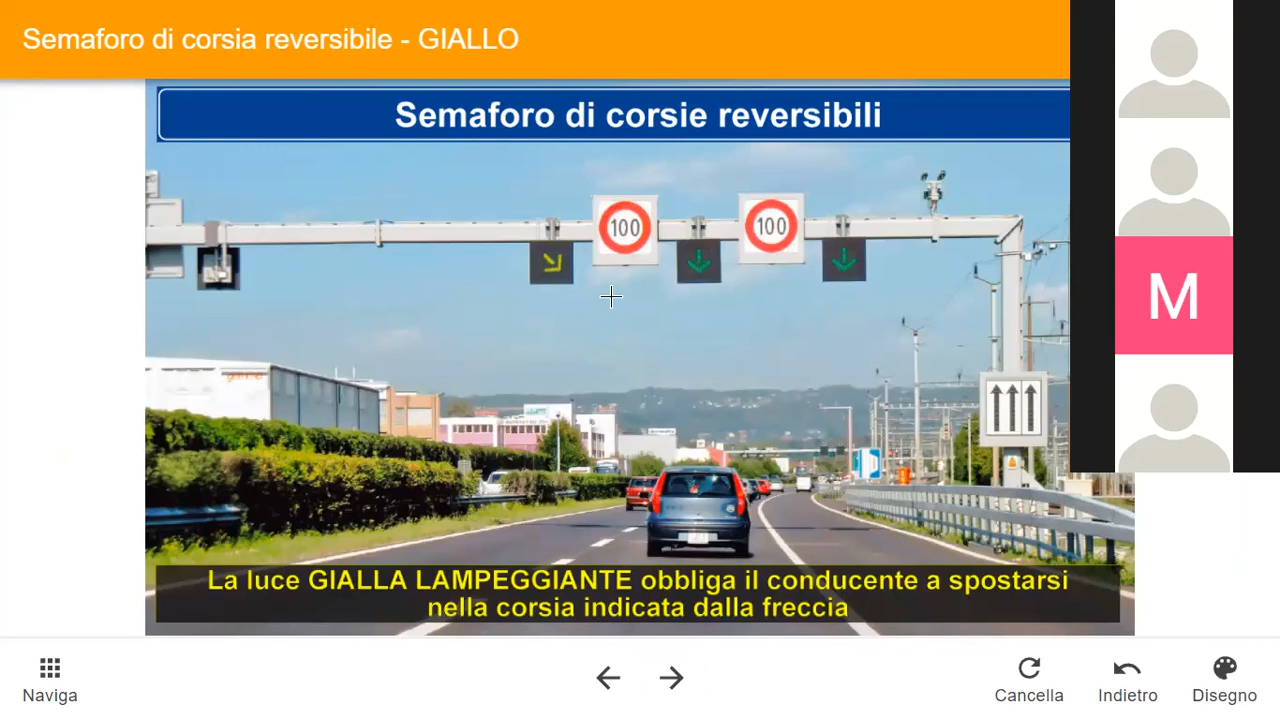 Semaforo di corsia reversibile - GIALLO
Semaforo di corsie reversibili
100
100
M
La luce GIALLA LAMPEGGIANTE obbliga il conducente a spostarsi
nella corsia indicata dalla freccia
Naviga
Cancella
Indietro
Disegno